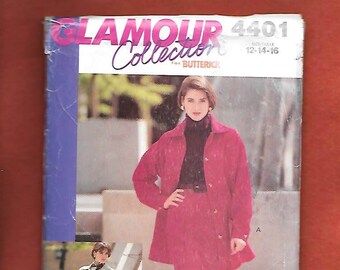 GLAMOUR 4401
Collection
12-14-16
BUTTERICK
A